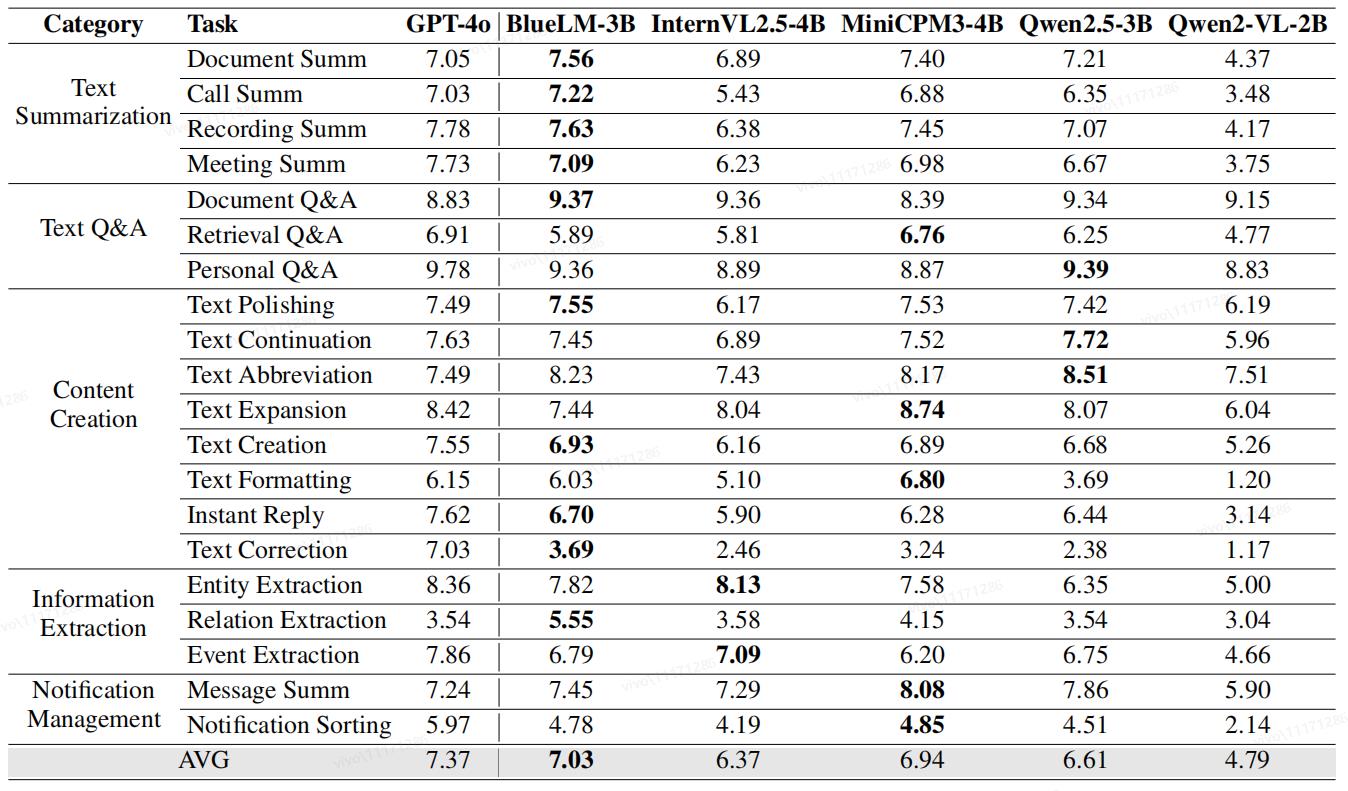 Category Task GPT-4o BlueLM-3B InternVL2.5-4B MiniCPM3-4B Qwen2.5-3B Qwen2-VL-2B
Text Summarization
Document Summ 7.05 7.56 6.89 7.40 7.21 4.37
Call Summ 7.03 7.22 5.43 6.88 6.35 3.48
Recording Summ 7.78 7.63 6.38 7.45 7.07 4.17
Meeting Summ 7.73 7.09 6.23 6.98 6.67 3.75
Text Q&A
Document Q&A 8.83 9.37 9.36 8.39 9.34 9.15
Retrieval Q&A 6.91 5.89 5.81 6.76 6.25 4.77
Personal Q&A 9.78 9.36 8.89 8.87 9.39 8.83
Content Creation
Text Polishing 7.49 7.55 6.17 7.53 7.42 6.19
Text Continuation 7.63 7.45 6.89 7.52 7.72 5.96
Text Abbreviation 7.49 8.23 7.43 8.17 8.51 7.51
Text Expansion 8.42 7.44 8.04 8.74 8.07 6.04
Text Creation 7.55 6.93 6.16 6.89 6.68 5.26
Text Formatting 6.15 6.03 5.10 6.80 3.69 1.20
Instant Reply 7.62 6.70 5.90 6.28 6.44 3.14
Text Correction 7.03 3.69 2.46 3.24 2.38 1.17
Information Extraction
Entity Extraction 8.36 7.82 8.13 7.58 6.35 5.00
Relation Extraction 3.54 5.55 3.58 4.15 3.54 3.04
Event Extraction 7.86 6.79 7.09 6.20 6.75 4.66
Notification Management
Message Summ 7.24 7.45 7.29 8.08 7.86 5.90
Notification Sorting 5.97 4.78 4.19 4.85 4.51 2.14
AVG 7.37 7.03 6.37 6.94 6.61 4.79
vivo\11171286